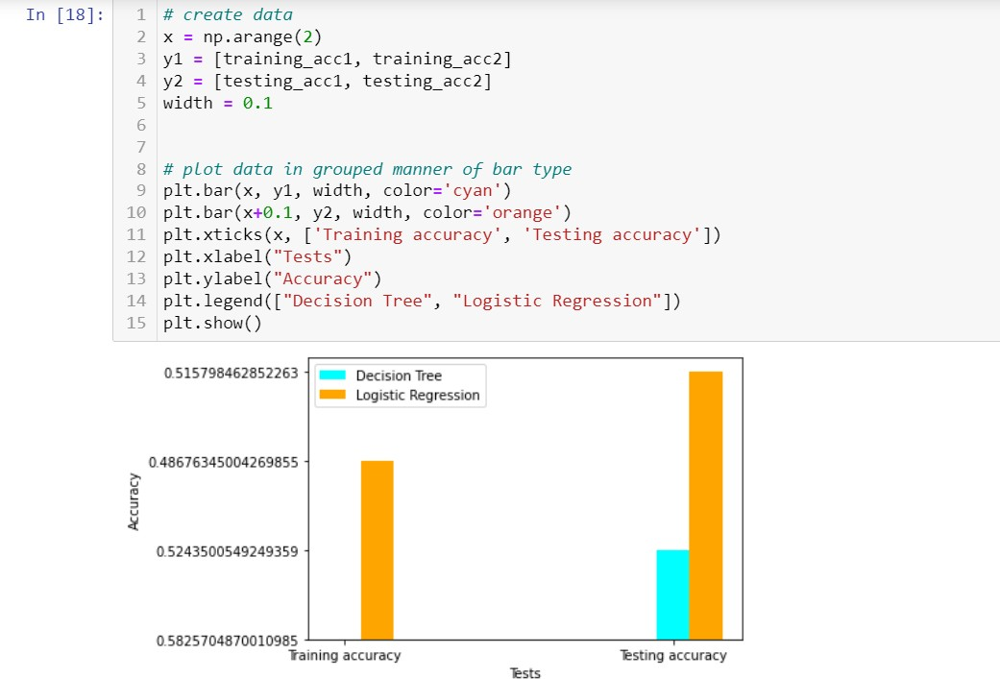 In [18]:
1 # create data
2 x = np.arange(2)
3 y1 = [training_acc1, training_acc2]
4 y2 = [testing_acc1, testing_acc2]
5 width = 0.1
6
7
8 # plot data in grouped manner of bar type
9 plt.bar(x, y1, width, color='cyan')
10 plt.bar(x+0.1, y2, width, color='orange')
11 plt.xticks(x, ['Training accuracy', 'Testing accuracy'])
12 plt.xlabel("Tests")
13 plt.ylabel("Accuracy")
14 plt.legend(["Decision Tree", "Logistic Regression"])
15 plt.show()
0.515798462852263
Decision Tree
Logistic Regression
0.48676345004269855
Accuracy
0.5243500549249359
0.5825704870010985
Training accuracy Testing accuracy
Tests